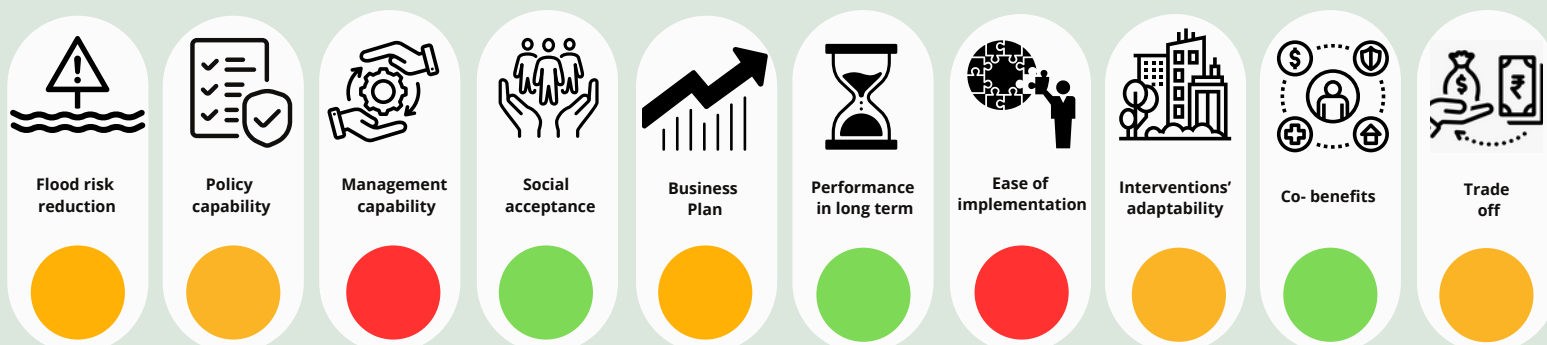 Flood risk
reduction
Policy
capability
Management
capability
Social
acceptance
Business
Plan
Performance
in long term
Ease of
implementation
Interventions’
adaptability
Co- benefits
Trade
off
$
$
₹